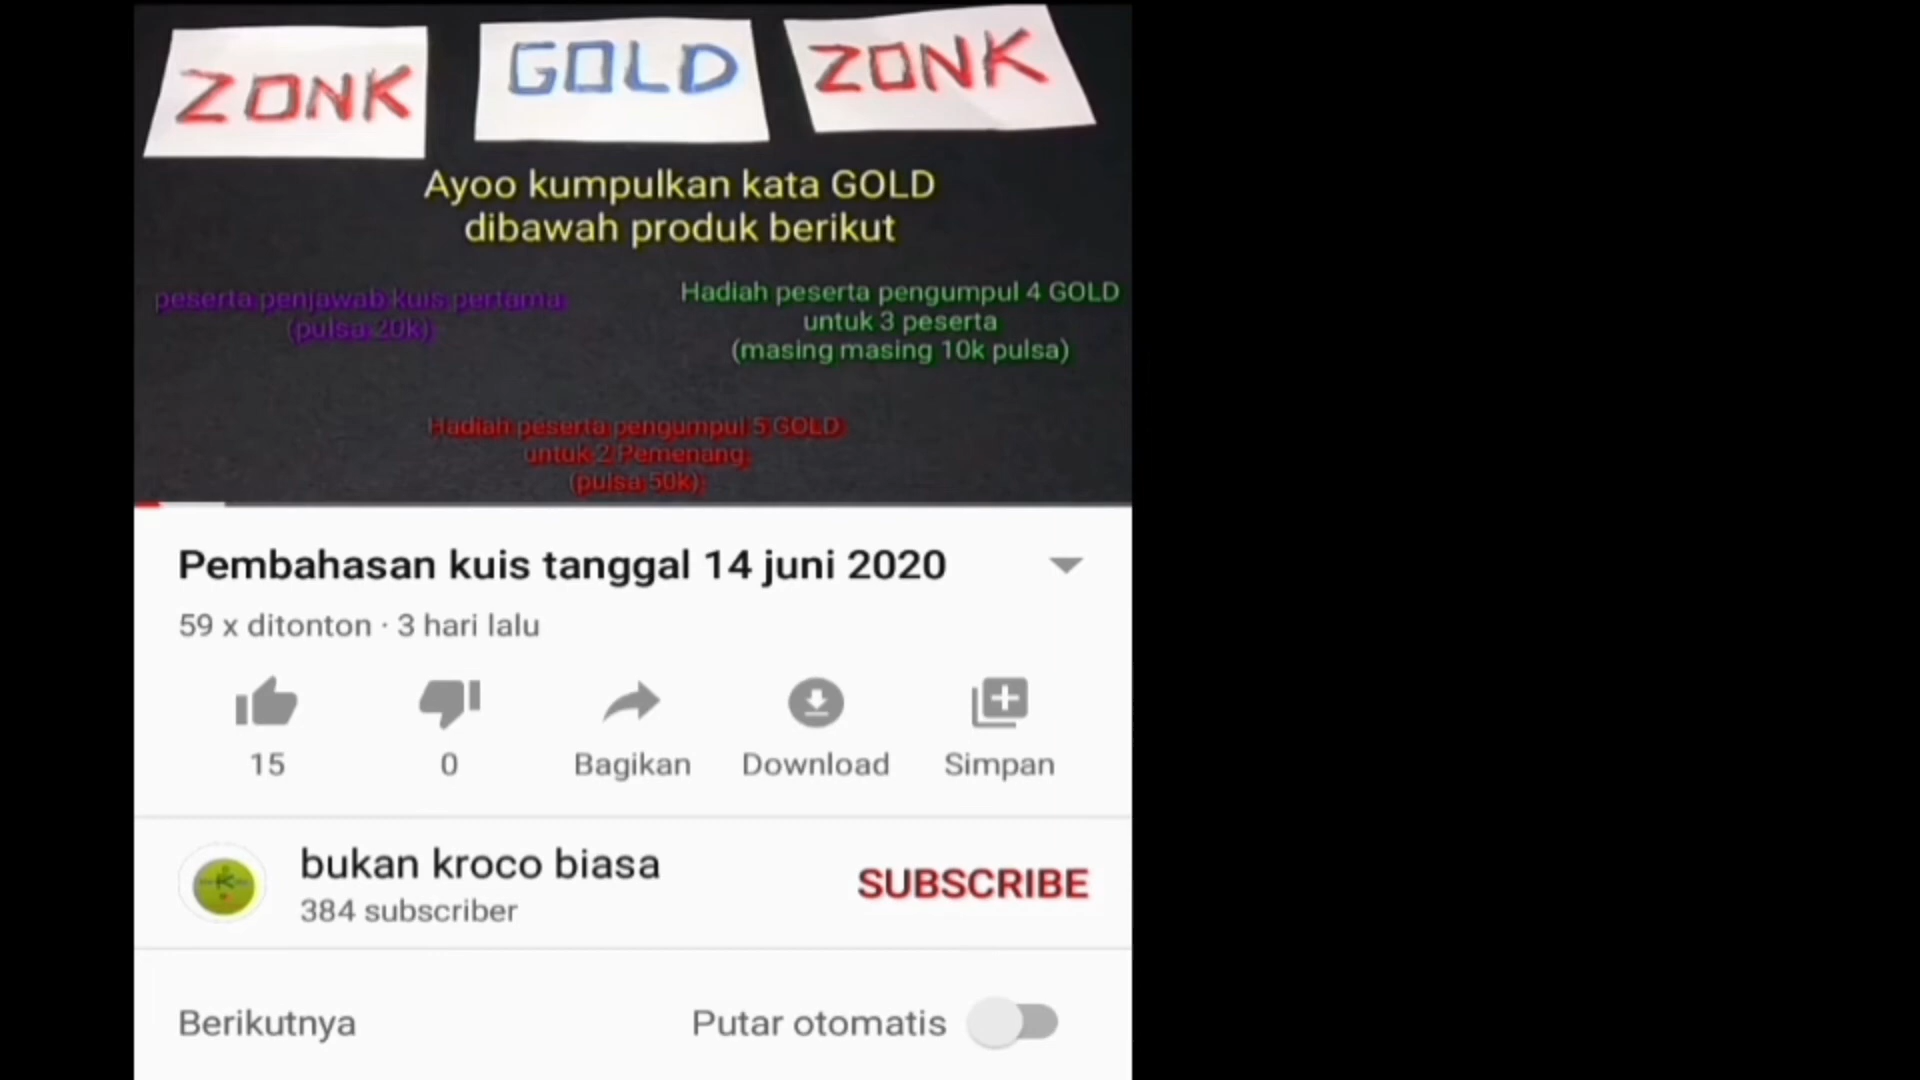 ZONK GOLD ZONK
Ayoo kumpulkan kata GOLD
dibawah produk berikut
peserta penjawab kuis pertama
(pulsa 20k)
Hadiah peserta pengumpul 4 GOLD
untuk 3 peserta
(masing masing 10k pulsa)
Hadiah peserta pengumpul 5 GOLD
untuk 2 Pemenang
(pulsa 50k)
Pembahasan kuis tanggal 14 juni 2020
59 x ditonton · 3 hari lalu
15 0 Bagikan Download Simpan
bukan kroco biasa
384 subscriber
SUBSCRIBE
Berikutnya Putar otomatis